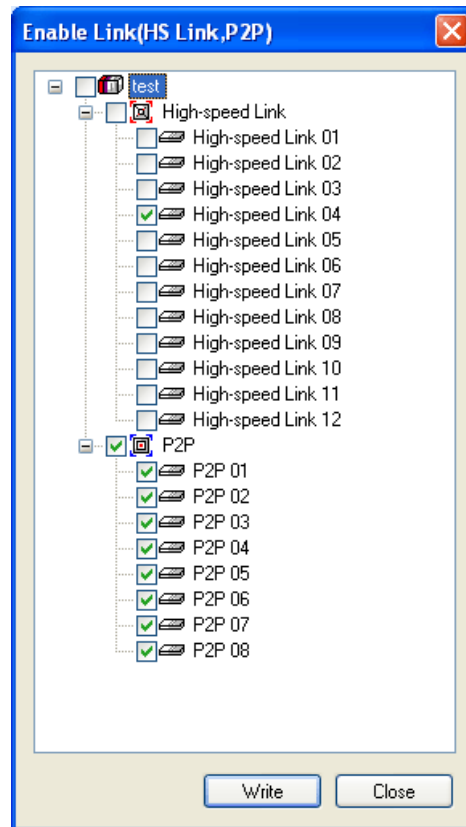 Enable Link(HS Link,P2P)
test
High-speed Link
High-speed Link 01
High-speed Link 02
High-speed Link 03
High-speed Link 04
High-speed Link 05
High-speed Link 06
High-speed Link 07
High-speed Link 08
High-speed Link 09
High-speed Link 10
High-speed Link 11
High-speed Link 12
P2P
P2P 01
P2P 02
P2P 03
P2P 04
P2P 05
P2P 06
P2P 07
P2P 08
Write Close